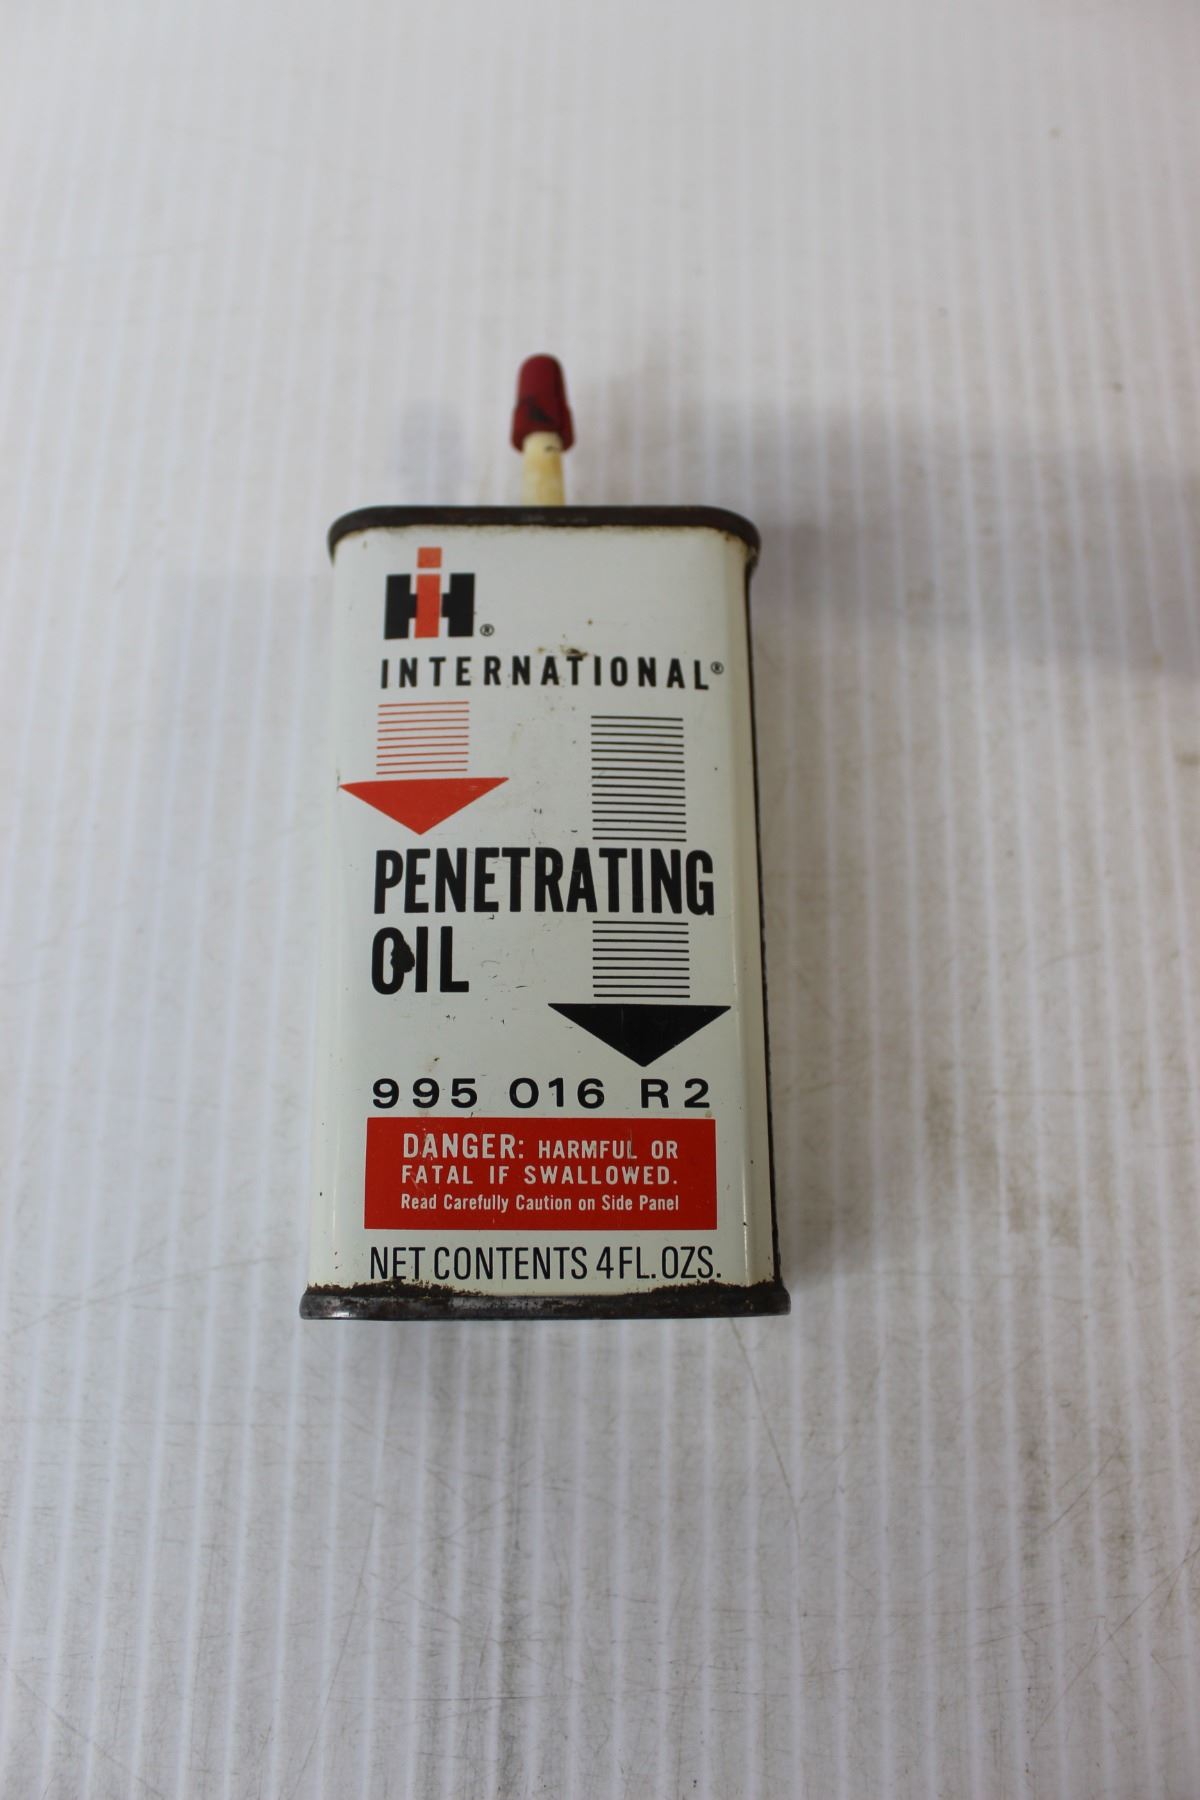 IH®
INTERNATIONAL®
PENETRATING
OIL
995 016 R2
DANGER: HARMFUL OR
FATAL IF SWALLOWED.
Read Carefully Caution on Side Panel
NET CONTENTS 4 FL. OZS.